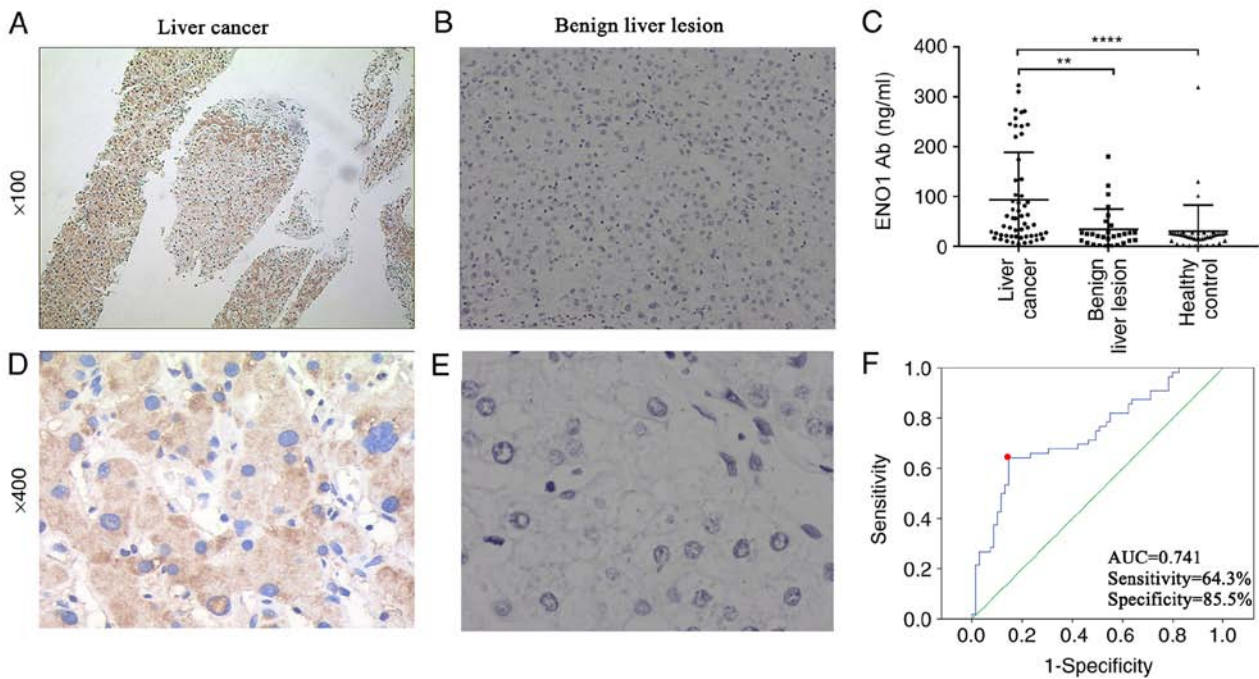 A
Liver cancer
×100
B
Benign liver lesion
C
ENO1 Ab (ng/ml)
400
300
200
100
0
****
**
Liver
cancer
Benign
liver lesion
Healthy
control
D
×400
E
F
Sensitivity
1.0
0.8
0.6
0.4
0.2
0.0
AUC=0.741
Sensitivity=64.3%
Specificity=85.5%
0.0 0.2 0.4 0.6 0.8 1.0
1-Specificity